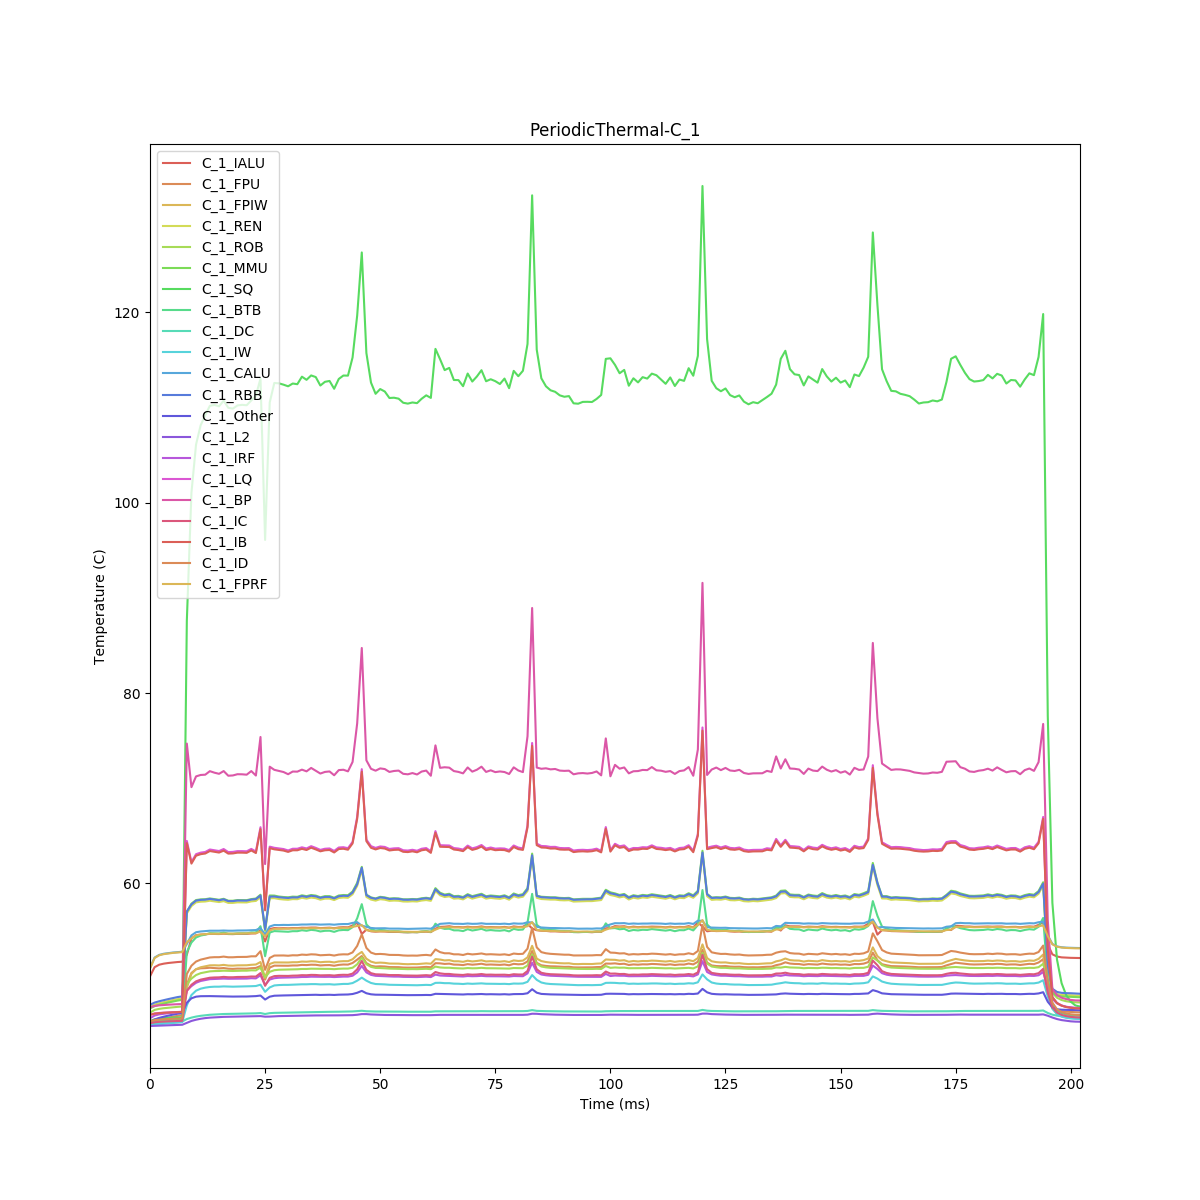 PeriodicThermal-C_1
C_1_IALU
C_1_FPU
C_1_FPIW
C_1_REN
C_1_ROB
C_1_MMU
C_1_SQ
C_1_BTB
C_1_DC
C_1_IW
C_1_CALU
C_1_RBB
C_1_Other
C_1_L2
C_1_IRF
C_1_LQ
C_1_BP
C_1_IC
C_1_IB
C_1_ID
C_1_FPRF
120
100
80
60
Temperature (C)
0 25 50 75 100 125 150 175 200
Time (ms)